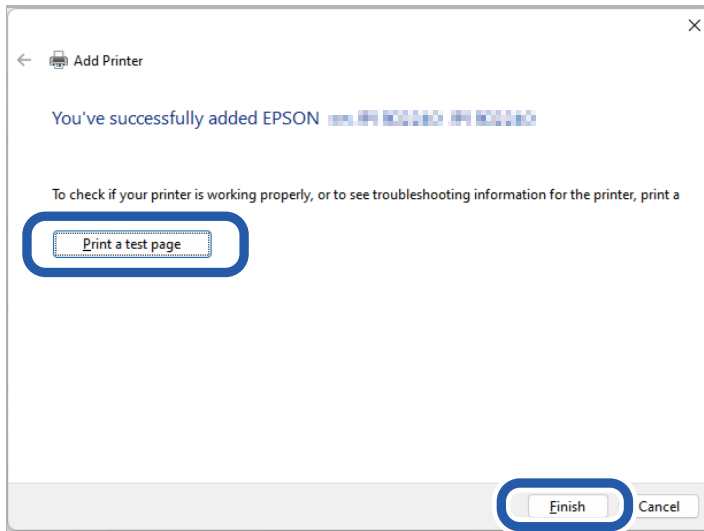 Add Printer
You've successfully added EPSON
To check if your printer is working properly, or to see troubleshooting information for the printer, print a
Print a test page
Finish
Cancel